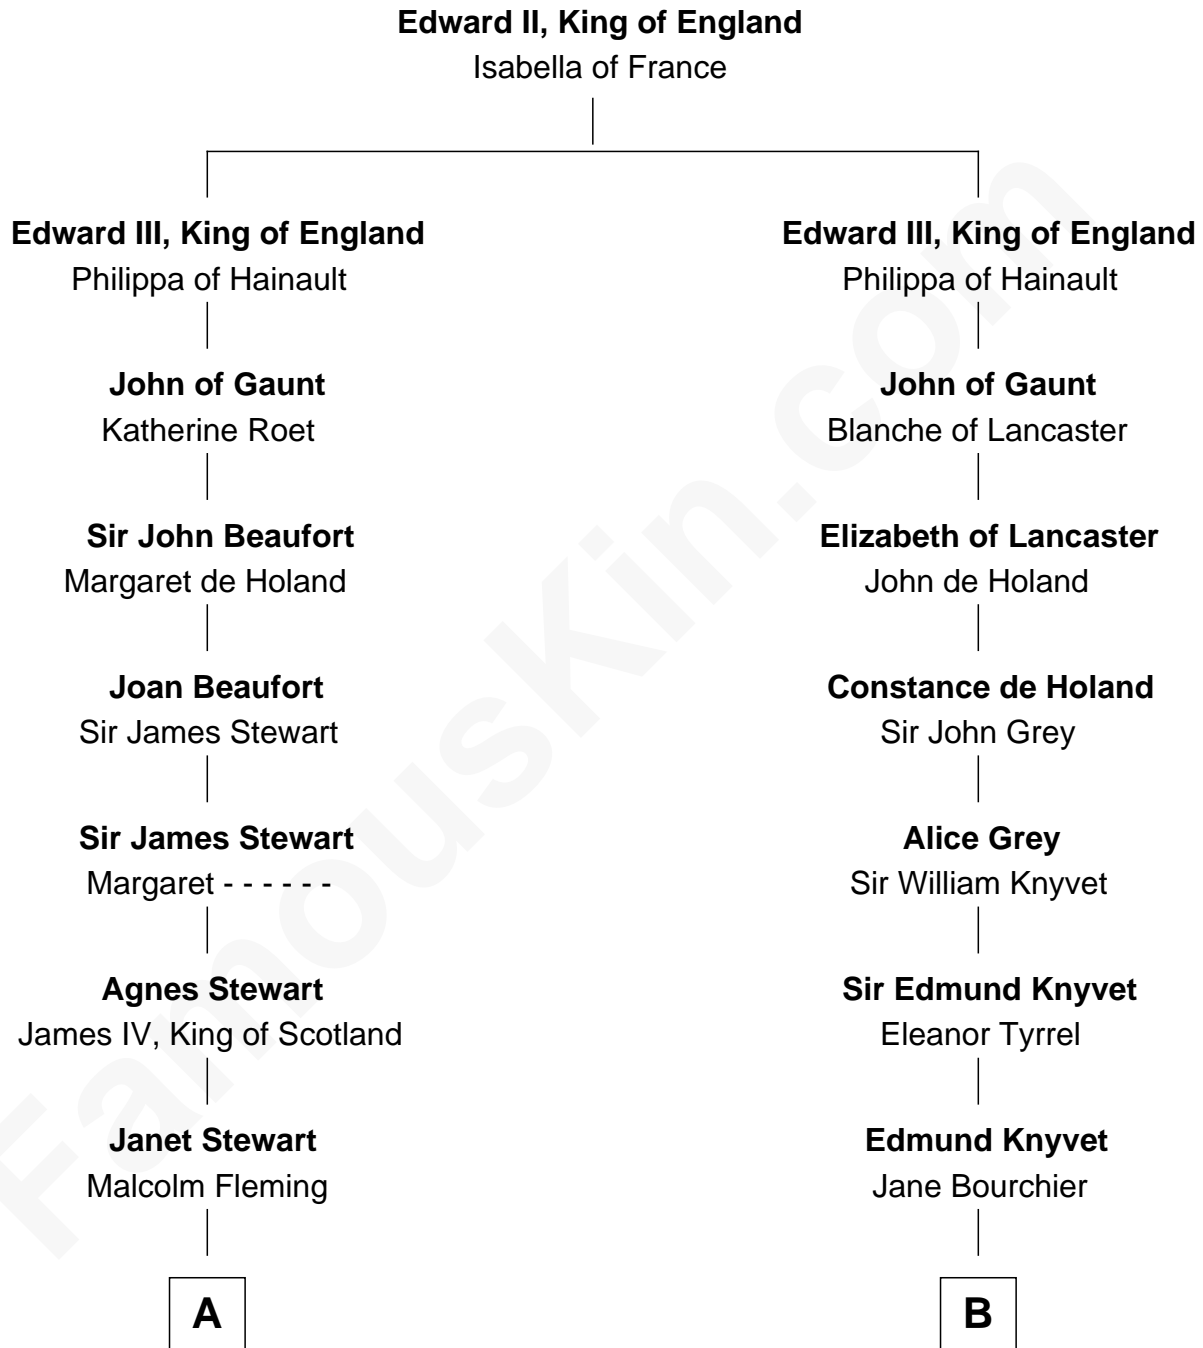 Edward II, King of England
Isabella of France
Edward III, King of England
Philippa of Hainault
John of Gaunt
Katherine Roet
Sir John Beaufort
Margaret de Holand
Joan Beaufort
Sir James Stewart
Sir James Stewart
Margaret - - - - - -
Agnes Stewart
James IV, King of Scotland
Janet Stewart
Malcolm Fleming
A
Edward III, King of England
Philippa of Hainault
John of Gaunt
Blanche of Lancaster
Elizabeth of Lancaster
John de Holand
Constance de Holand
Sir John Grey
Alice Grey
Sir William Knyvet
Sir Edmund Knyvet
Eleanor Tyrrel
Edmund Knyvet
Jane Bourchier
B
FamousKin.com